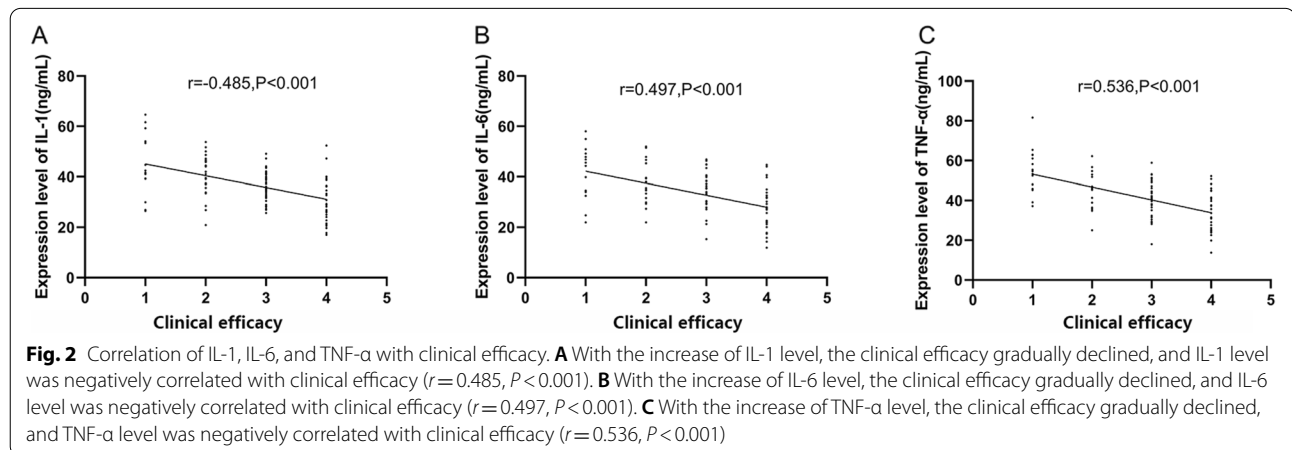 A
r=-0.485,P<0.001
Expression level of IL-1(ng/mL)
80
60
40
20
0
0 1 2 3 4 5
Clinical efficacy
B
r=0.497,P<0.001
Expression level of IL-6(ng/mL)
80
60
40
20
0
0 1 2 3 4 5
Clinical efficacy
C
r=0.536,P<0.001
Expression level of TNF-α(ng/mL)
100
80
60
40
20
0
0 1 2 3 4 5
Clinical efficacy
Fig. 2 Correlation of IL-1, IL-6, and TNF-α with clinical efficacy. A With the increase of IL-1 level, the clinical efficacy gradually declined, and IL-1 level
was negatively correlated with clinical efficacy (r = 0.485, P < 0.001). B With the increase of IL-6 level, the clinical efficacy gradually declined, and IL-6
level was negatively correlated with clinical efficacy (r = 0.497, P < 0.001). C With the increase of TNF-α level, the clinical efficacy gradually declined,
and TNF-α level was negatively correlated with clinical efficacy (r = 0.536, P < 0.001)